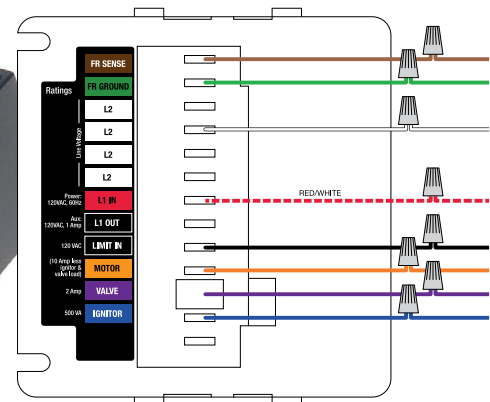 FR SENSE
Ratings
FR GROUND
L2
Line Voltage
L2
L2
L2
Power:
120VAC, 60Hz
L1 IN
RED/WHITE
Aux:
120VAC, 1 Amp
L1 OUT
120 VAC
LIMIT IN
(10 Amp less
ignitor &
valve load)
MOTOR
2 Amp
VALVE
500 VA
IGNITOR